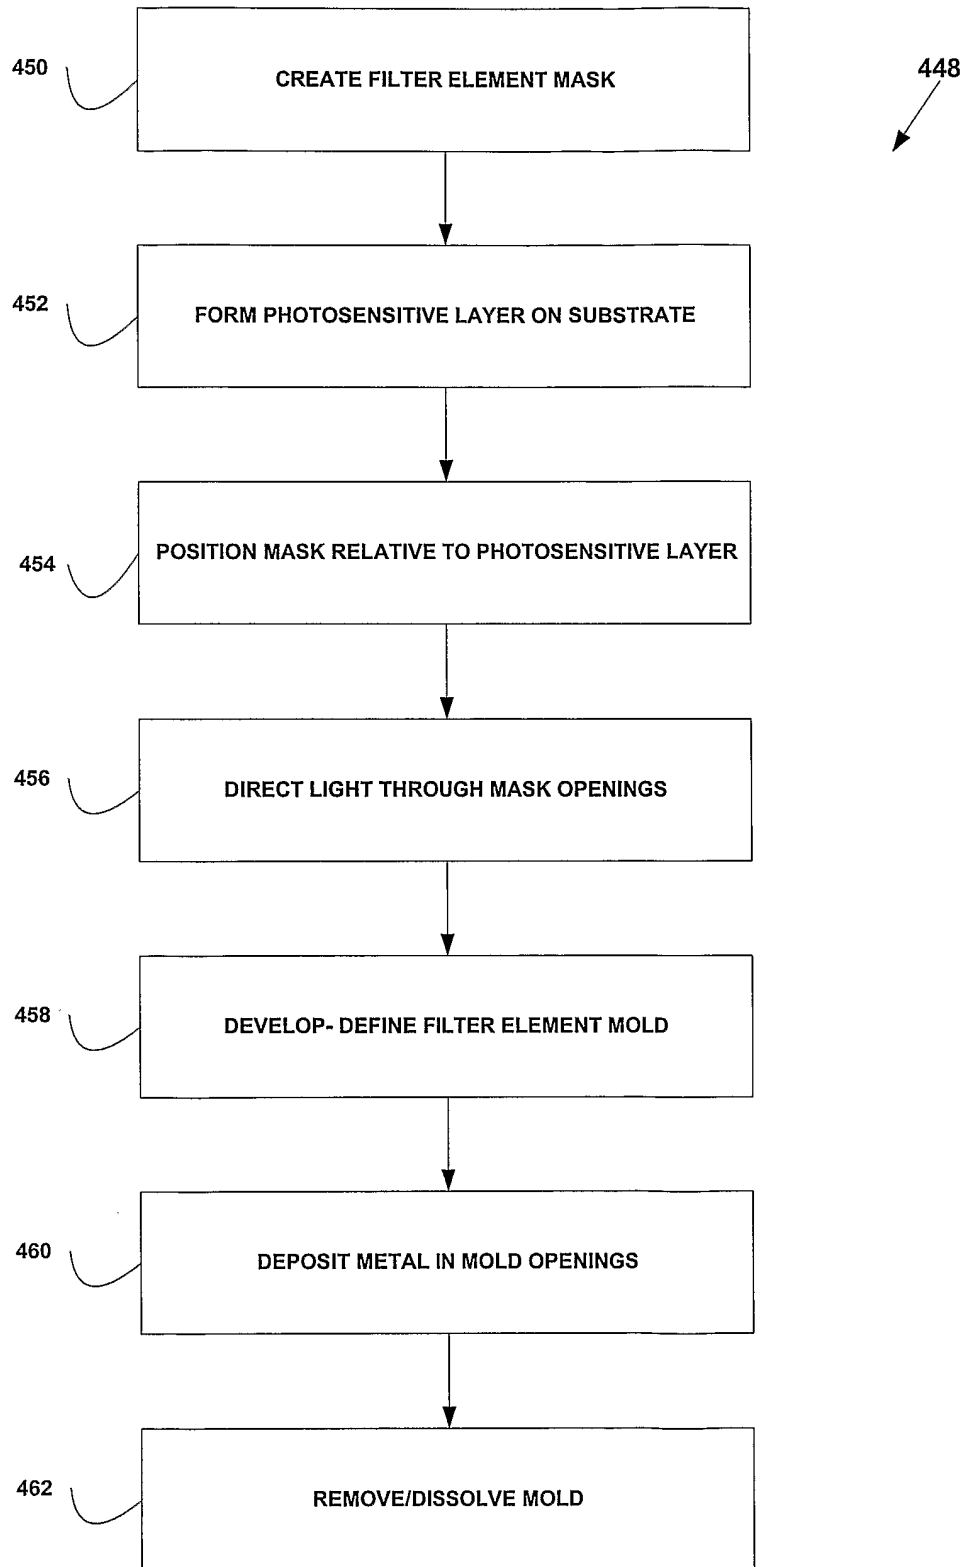 450
CREATE FILTER ELEMENT MASK
448
452
FORM PHOTOSENSITIVE LAYER ON SUBSTRATE
454
POSITION MASK RELATIVE TO PHOTOSENSITIVE LAYER
456
DIRECT LIGHT THROUGH MASK OPENINGS
458
DEVELOP- DEFINE FILTER ELEMENT MOLD
460
DEPOSIT METAL IN MOLD OPENINGS
462
REMOVE/DISSOLVE MOLD